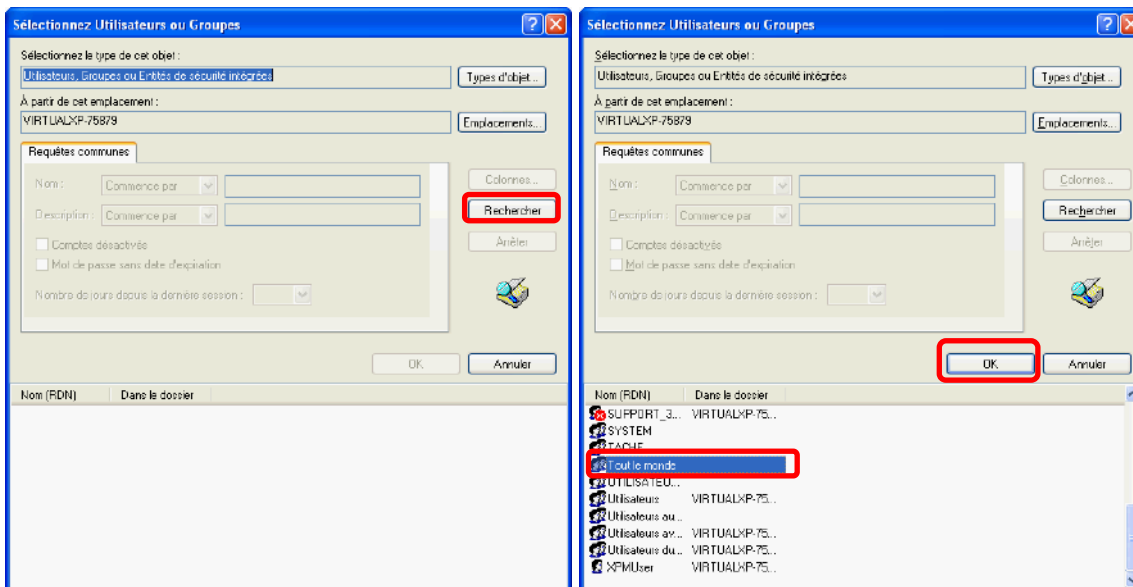 Sélectionnez Utilisateurs ou Groupes
Sélectionnez le type de cet objet :
Utilisateurs, Groupes ou Entités de sécurité intégrées
Types d'objet...
À partir de cet emplacement :
VIRTUALXP-75879
Emplacements...
Requêtes communes
Nom :
Commence par
Colonnes...
Description :
Commence par
Rechercher
Comptes désactivés
Arrêter
Mot de passe sans date d'expiration
Nombre de jours depuis la dernière session :
OK
Annuler
Nom (RDN) Dans le dossier
Sélectionnez Utilisateurs ou Groupes
Sélectionnez le type de cet objet :
Utilisateurs, Groupes ou Entités de sécurité intégrées
Types d'objet...
À partir de cet emplacement :
VIRTUALXP-75879
Emplacements...
Requêtes communes
Nom :
Commence par
Colonnes...
Description :
Commence par
Rechercher
Comptes désactivés
Arrêter
Mot de passe sans date d'expiration
Nombre de jours depuis la dernière session :
OK
Annuler
Nom (RDN) Dans le dossier
SUPPORT_3... VIRTUALXP-75...
SYSTEM
TACHE
Tout le monde
UTILISATEU...
Utilisateurs VIRTUALXP-75...
Utilisateurs au...
Utilisateurs av... VIRTUALXP-75...
Utilisateurs du... VIRTUALXP-75...
XPMUser VIRTUALXP-75...